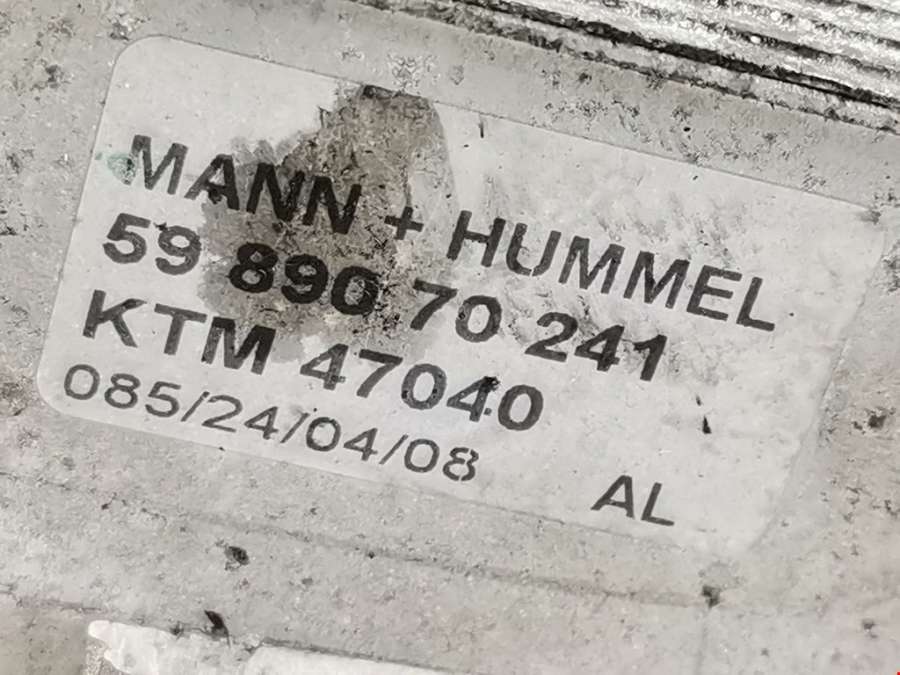 MANN + HUMMEL
59 890 70 241
KTM 47040
085/24/04/08
AL